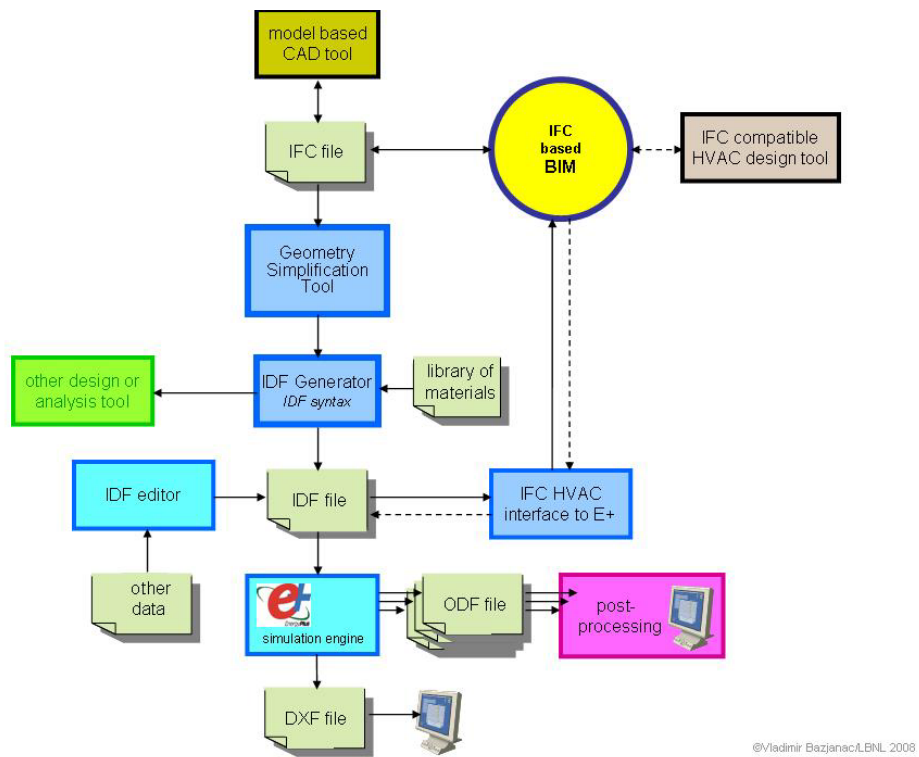 model based
CAD tool
IFC file
IFC
based
BIM
IFC compatible
HVAC design tool
Geometry
Simplification
Tool
other design or
analysis tool
IDF Generator
IDF syntax
library of
materials
IDF editor
IDF file
IFC HVAC
interface to E+
other
data
e+
EnergyPlus
simulation engine
ODF file
post-
processing
DXF file
©Vladimir Bazjanac/LBNL 2008